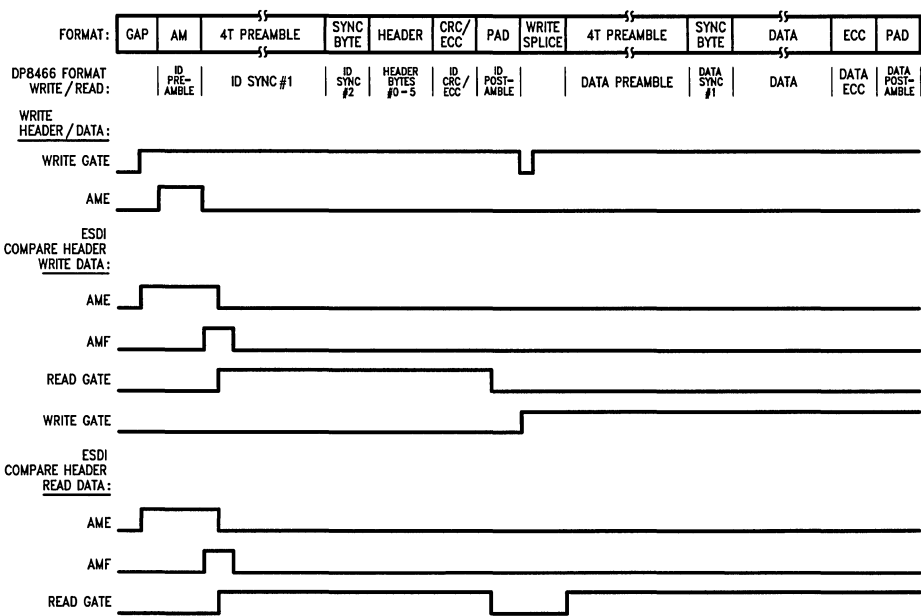 FORMAT: GAP AM 4T PREAMBLE SYNC BYTE HEADER CRC/ECC PAD WRITE SPLICE 4T PREAMBLE SYNC BYTE DATA ECC PAD
DP8466 FORMAT WRITE/READ: ID PRE-AMBLE ID SYNC #1 ID SYNC #2 HEADER BYTES #0-5 ID CRC/ECC ID POST-AMBLE DATA PREAMBLE DATA SYNC #1 DATA DATA ECC DATA POST-AMBLE
WRITE
HEADER/DATA:
WRITE GATE
AME
ESDI
COMPARE HEADER
WRITE DATA:
AME
AMF
READ GATE
WRITE GATE
ESDI
COMPARE HEADER
READ DATA:
AME
AMF
READ GATE